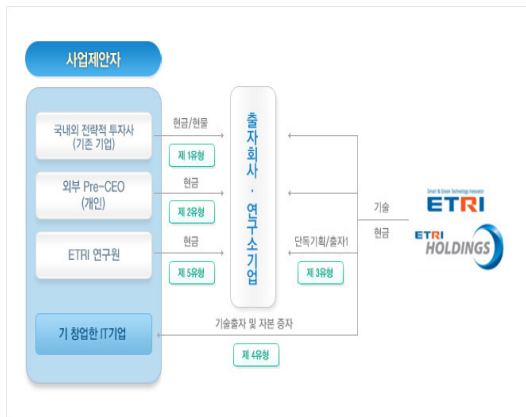 사업제안자
국내외 전략적 투자사
(기존 기업)
현금/현물
제 1유형
외부 Pre-CEO
(개인)
현금
제 2유형
ETRI 연구원
현금
제 5유형
기 창업한 IT기업
출자회사 · 연구소기업
단독기획/출자1
제 3유형
기술출자 및 자본 증자
제 4유형
기술
현금
Smart & Green Technology Innovator
ETRI
ETRI
HOLDINGS